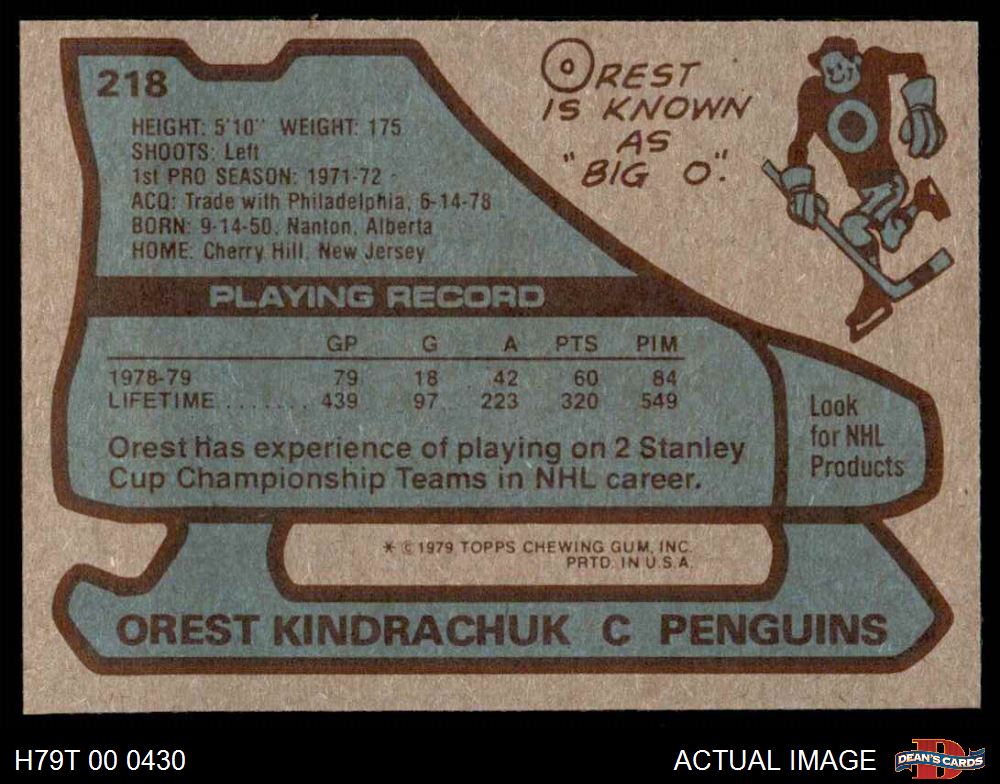 218
HEIGHT: 5'10" WEIGHT: 175
SHOOTS: Left
1st PRO SEASON: 1971-72
ACQ: Trade with Philadelphia, 6-14-78
BORN: 9-14-50, Nanton, Alberta
HOME: Cherry Hill, New Jersey
OREST
IS KNOWN
AS
"BIG O".
PLAYING RECORD
GP G A PTS PIM
1978-79 79 18 42 60 84
LIFETIME ........ 439 97 223 320 549
Orest has experience of playing on 2 Stanley
Cup Championship Teams in NHL career.
Look
for NHL
Products
* © 1979 TOPPS CHEWING GUM, INC.
PRTD. IN U.S.A.
OREST KINDRACHUK C PENGUINS
H79T 00 0430
ACTUAL IMAGE
DEAN'S CARDS